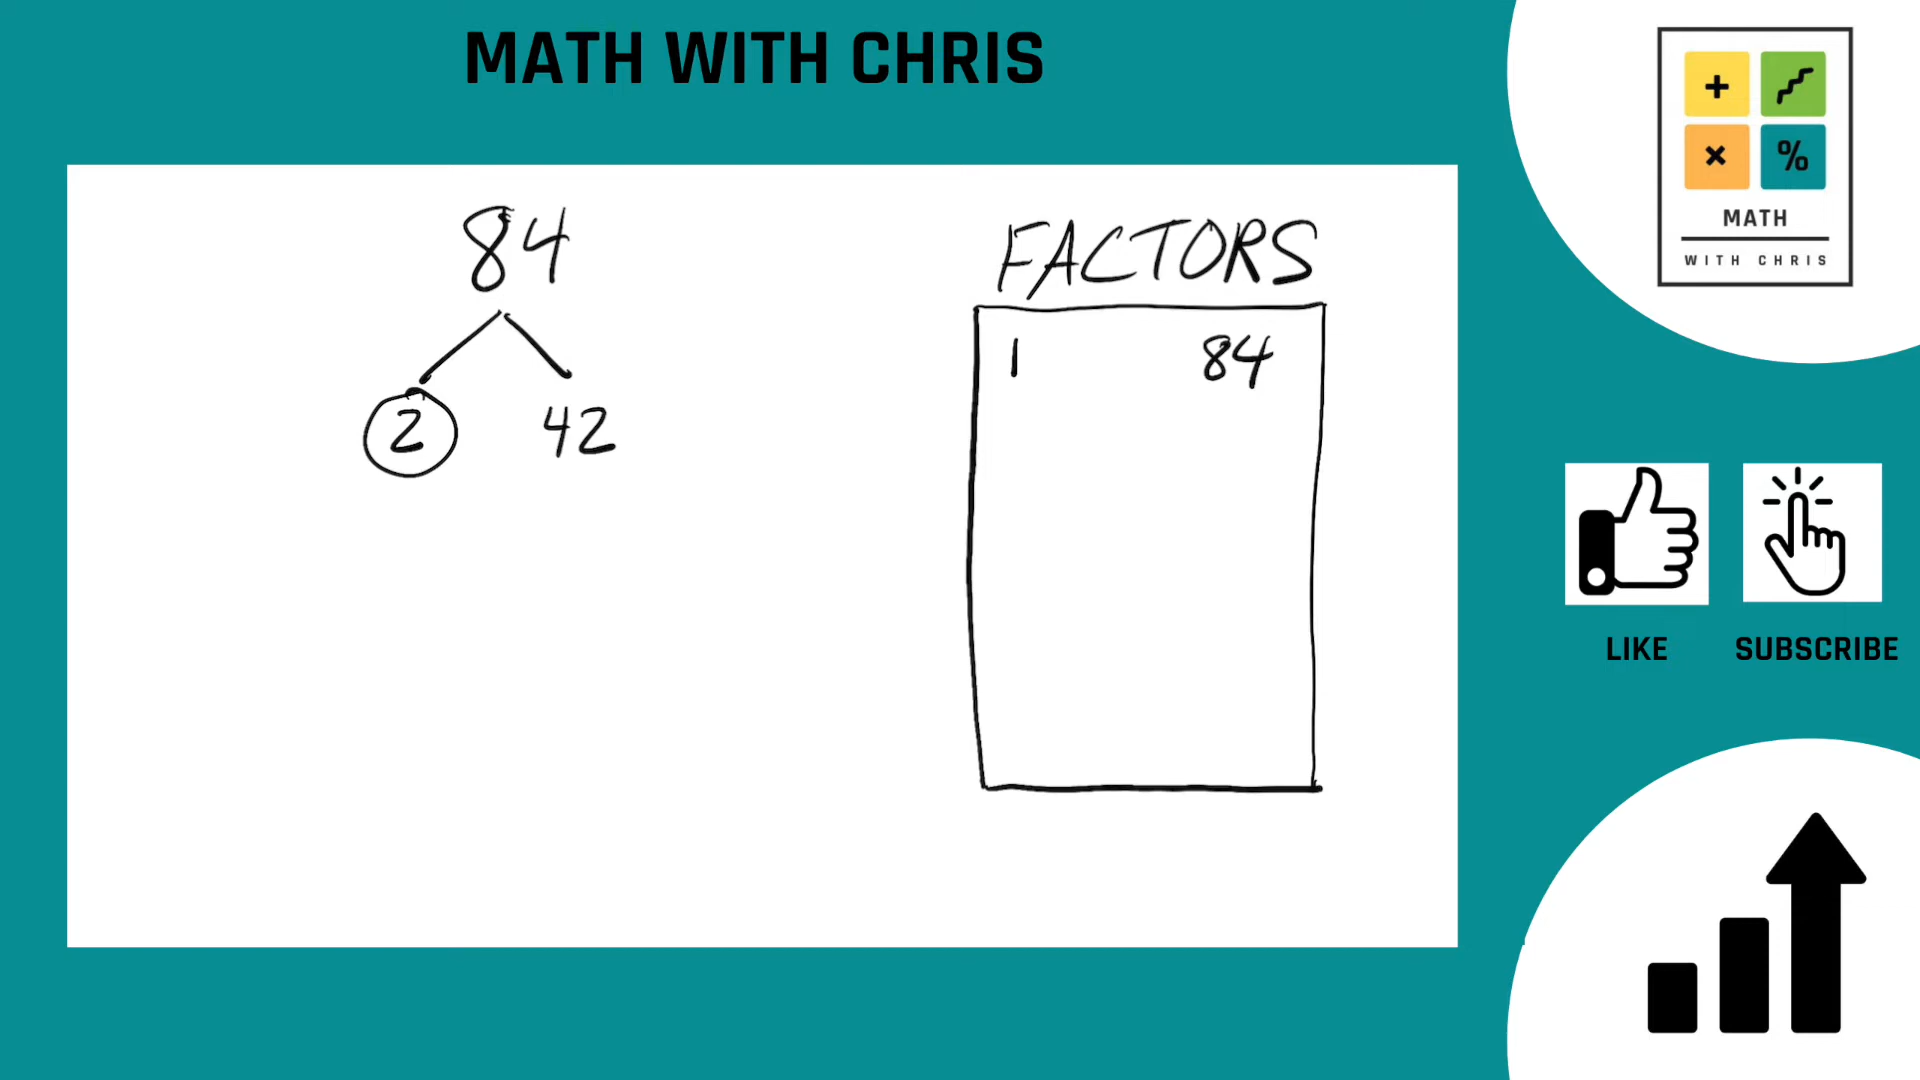 MATH WITH CHRIS
84
2 42
FACTORS
1 84
+
× %
MATH
WITH CHRIS
LIKE SUBSCRIBE